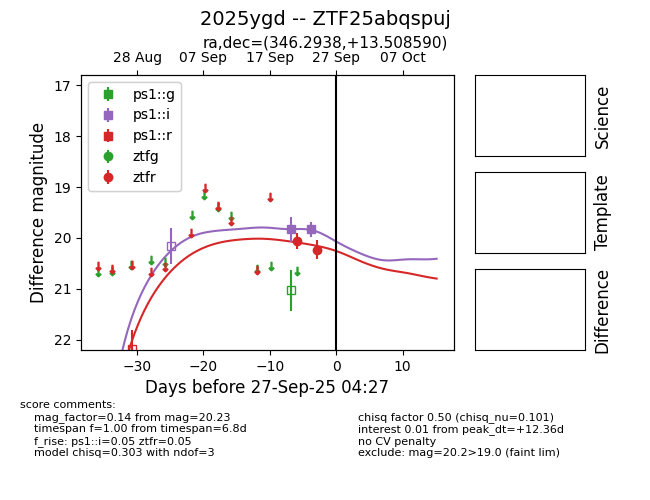 2025ygd -- ZTF25abqspuj
ra,dec=(346.2938,+13.508590)
28 Aug 07 Sep 17 Sep 27 Sep 07 Oct
17
18
19
20
21
22
Difference magnitude
ps1::g
ps1::i
ps1::r
ztfg
ztfr
−30 −20 −10 0 10
Days before 27-Sep-25 04:27
Science
Template
Difference
score comments:
mag_factor=0.14 from mag=20.23
timespan f=1.00 from timespan=6.8d
f_rise: ps1::i=0.05 ztfr=0.05
model chisq=0.303 with ndof=3
chisq factor 0.50 (chisq_nu=0.101)
interest 0.01 from peak_dt=+12.36d
no CV penalty
exclude: mag=20.2>19.0 (faint lim)